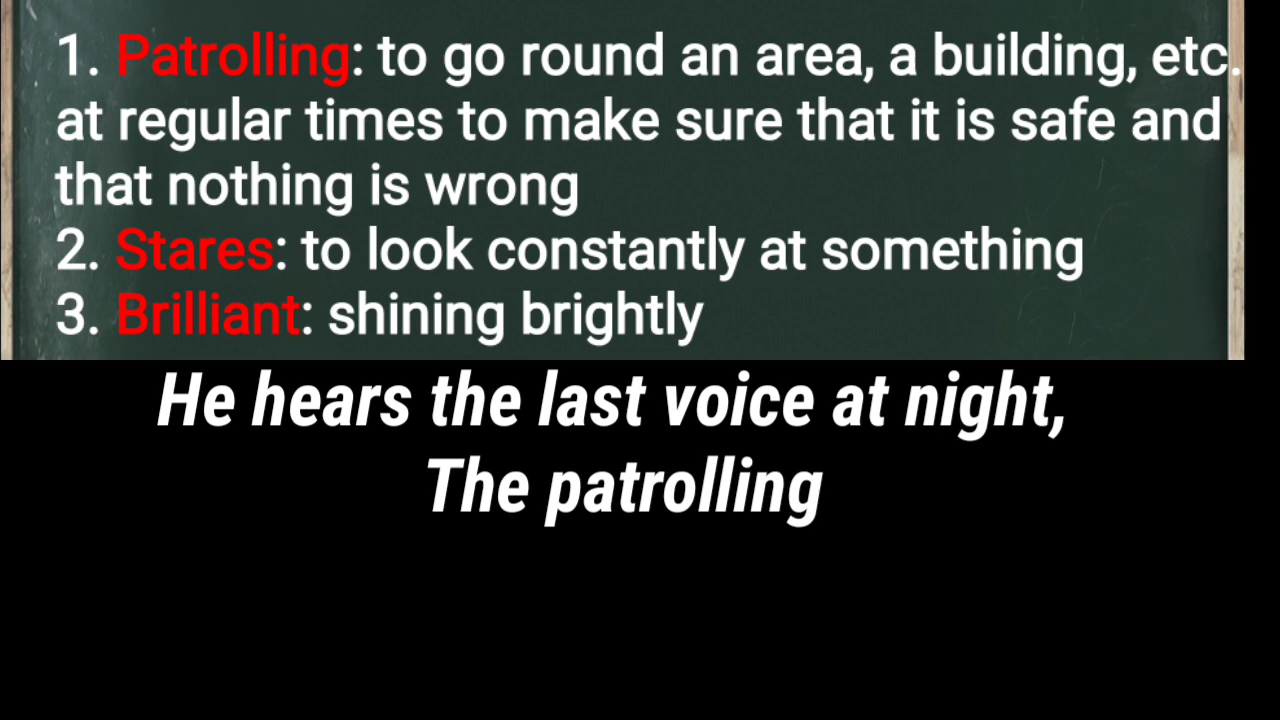 1. Patrolling: to go round an area, a building, etc.
at regular times to make sure that it is safe and
that nothing is wrong
2. Stares: to look constantly at something
3. Brilliant: shining brightly
He hears the last voice at night,
The patrolling